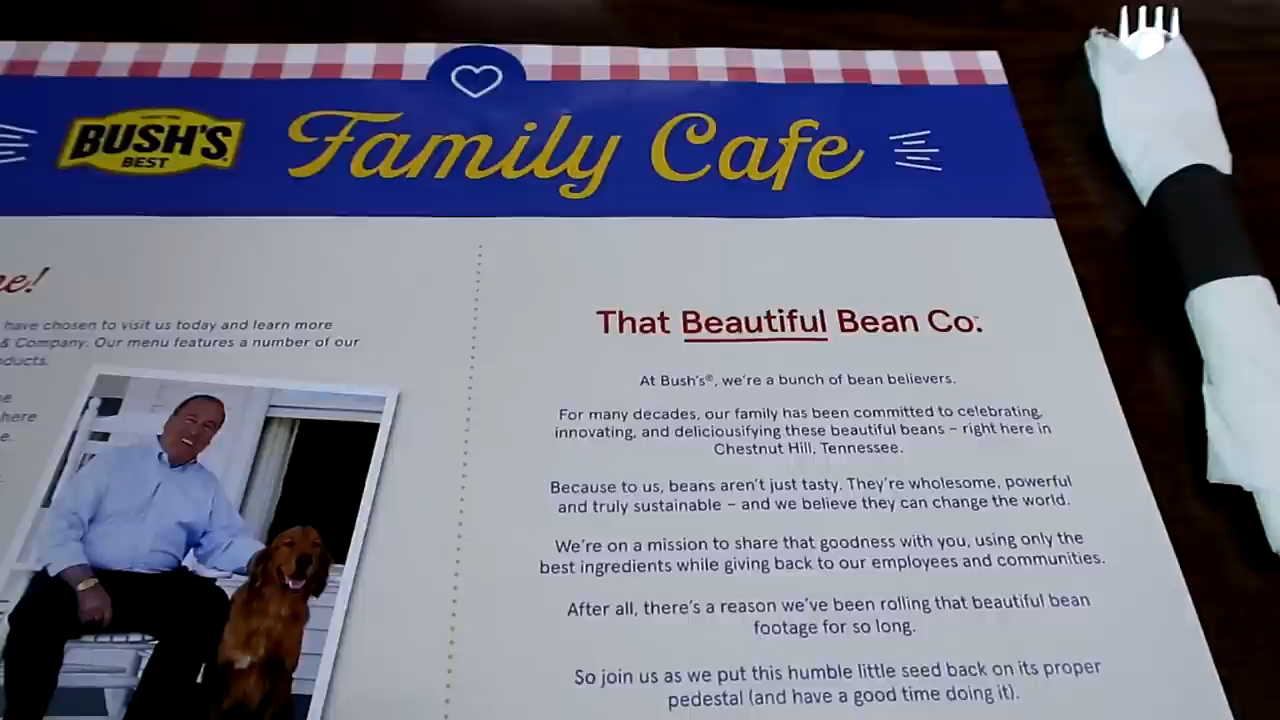 BUSH'S
BEST
Family Cafe
e!
have chosen to visit us today and learn more
& Company. Our menu features a number of our
ducts.
here
That Beautiful Bean Co.
At Bush's®, we're a bunch of bean believers.
For many decades, our family has been committed to celebrating,
innovating, and deliciousifying these beautiful beans – right here in
Chestnut Hill, Tennessee.
Because to us, beans aren't just tasty. They're wholesome, powerful
and truly sustainable – and we believe they can change the world.
We're on a mission to share that goodness with you, using only the
best ingredients while giving back to our employees and communities.
After all, there's a reason we've been rolling that beautiful bean
footage for so long.
So join us as we put this humble little seed back on its proper
pedestal (and have a good time doing it).